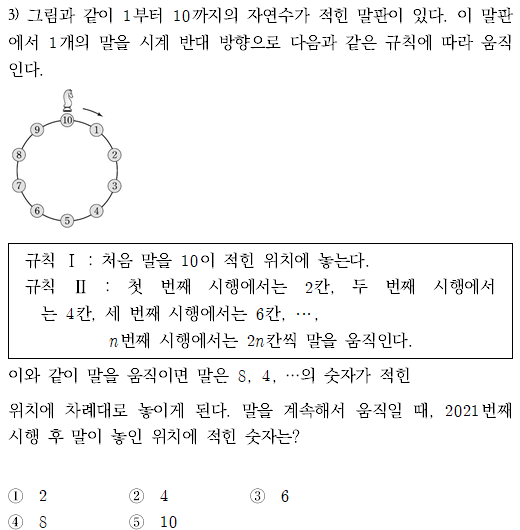 3) 그림과 같이 1부터 10까지의 자연수가 적힌 말판이 있다. 이 말판
에서 1개의 말을 시계 반대 방향으로 다음과 같은 규칙에 따라 움직
인다.
10
9 1
8 2
7 3
6 4
5
규칙 Ⅰ : 처음 말을 10이 적힌 위치에 놓는다.
규칙 Ⅱ : 첫 번째 시행에서는 2칸, 두 번째 시행에서
는 4칸, 세 번째 시행에서는 6칸, ⋯,
n번째 시행에서는 2n칸씩 말을 움직인다.
이와 같이 말을 움직이면 말은 8, 4, ⋯의 숫자가 적힌
위치에 차례대로 놓이게 된다. 말을 계속해서 움직일 때, 2021번째
시행 후 말이 놓인 위치에 적힌 숫자는?
① 2 ② 4 ③ 6
④ 8 ⑤ 10